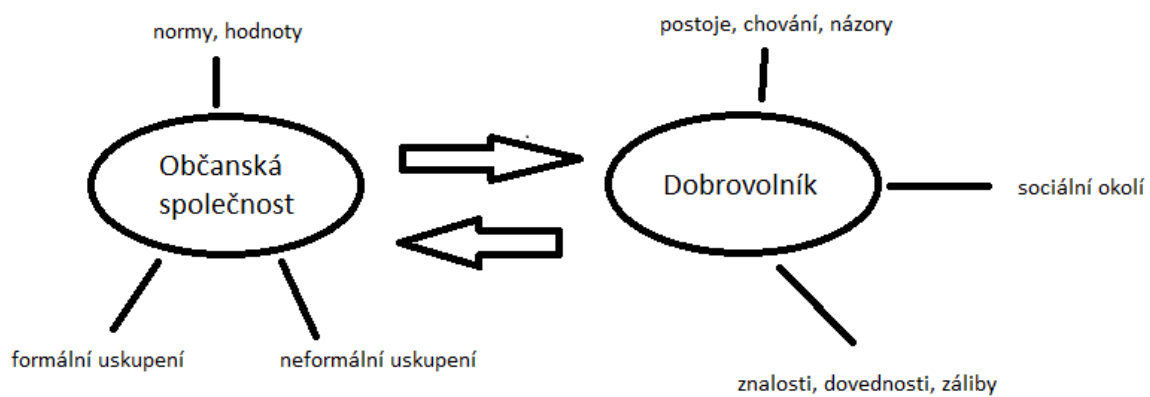 normy, hodnoty
postoje, chování, názory
Občanská
společnost
Dobrovolník
sociální okolí
formální uskupení
neformální uskupení
znalosti, dovednosti, záliby